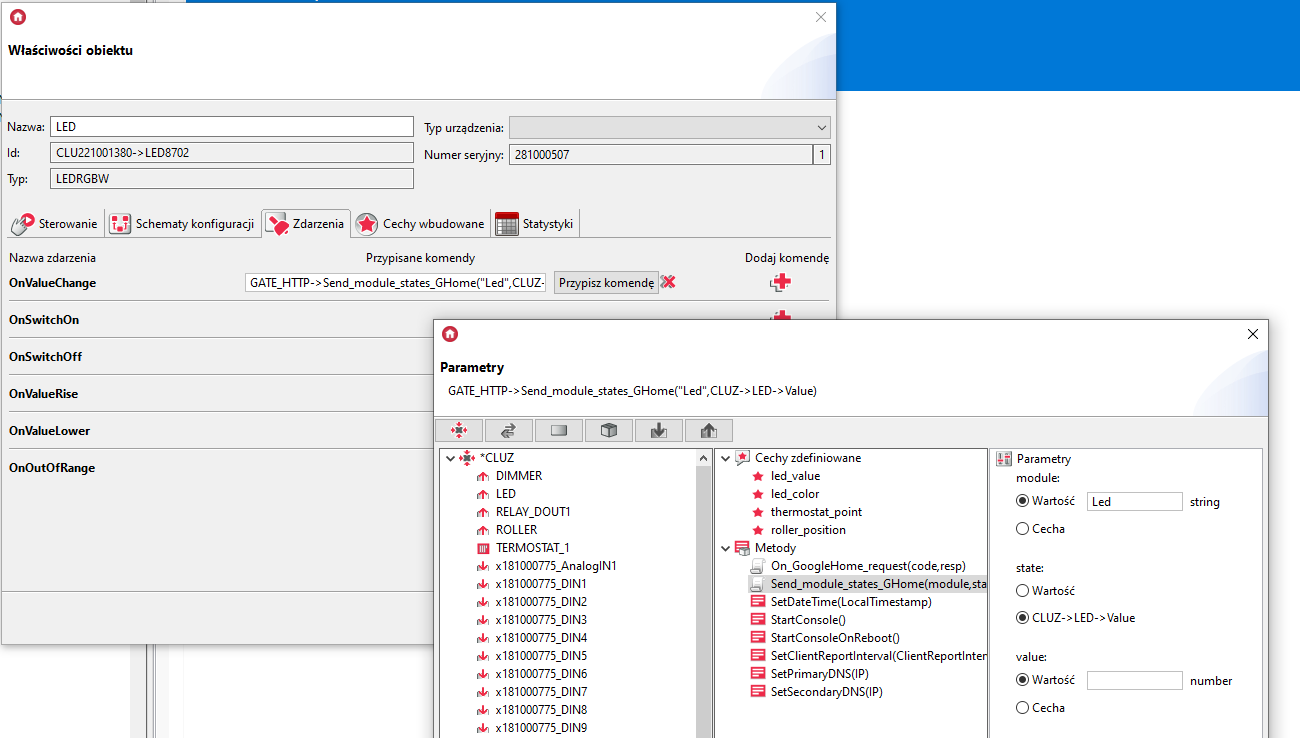 Właściwości obiektu
Nazwa: LED
Typ urządzenia:
Id: CLU221001380->LED8702
Numer seryjny: 281000507 1
Typ: LEDRGBW
Sterowanie Schematy konfiguracji Zdarzenia Cechy wbudowane Statystyki
Nazwa zdarzenia Przypisane komendy Dodaj komendę
OnValueChange GATE_HTTP->Send_module_states_GHome("Led",CLUZ- Przypisz komendę
OnSwitchOn
OnSwitchOff
OnValueRise
OnValueLower
OnOutOfRange
Parametry
GATE_HTTP->Send_module_states_GHome("Led",CLUZ->LED->Value)
*CLUZ
DIMMER
LED
RELAY_DOUT1
ROLLER
TERMOSTAT_1
x181000775_AnalogIN1
x181000775_DIN1
x181000775_DIN2
x181000775_DIN3
x181000775_DIN4
x181000775_DIN5
x181000775_DIN6
x181000775_DIN7
x181000775_DIN8
x181000775_DIN9
Cechy zdefiniowane
led_value
led_color
thermostat_point
roller_position
Metody
On_GoogleHome_request(code,resp)
Send_module_states_GHome(module,sta
SetDateTime(LocalTimestamp)
StartConsole()
StartConsoleOnReboot()
SetClientReportInterval(ClientReportInter
SetPrimaryDNS(IP)
SetSecondaryDNS(IP)
Parametry
module:
Wartość Led string
Cecha
state:
Wartość
CLUZ->LED->Value
value:
Wartość number
Cecha